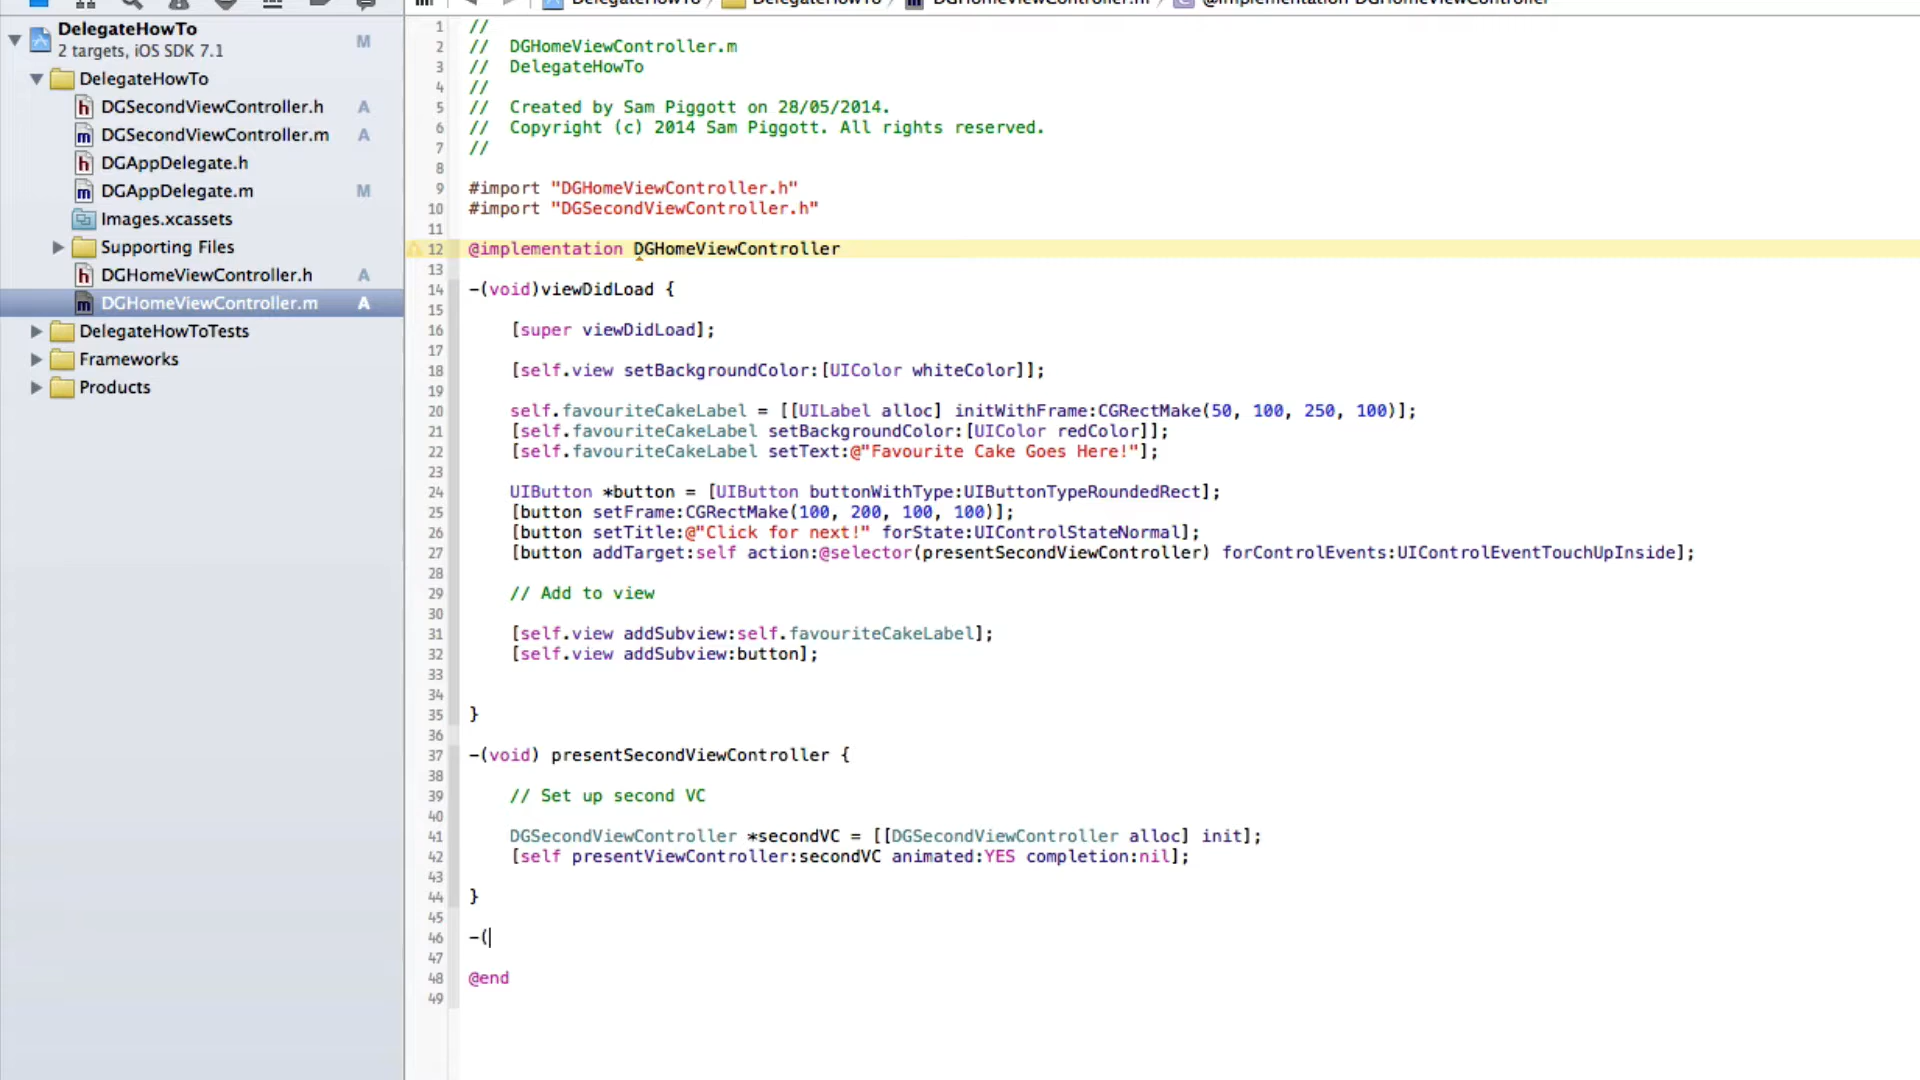 DelegateHowTo
M
2 targets, iOS SDK 7.1
DelegateHowTo
DGSecondViewController.h A
DGSecondViewController.m A
DGAppDelegate.h
DGAppDelegate.m M
Images.xcassets
Supporting Files
DGHomeViewController.h A
DGHomeViewController.m A
DelegateHowToTests
Frameworks
Products
DelegateHowTo DelegateHowTo DGHomeViewController.m @implementation DGHomeViewController
1 //
2 // DGHomeViewController.m
3 // DelegateHowTo
4 //
5 // Created by Sam Piggott on 28/05/2014.
6 // Copyright (c) 2014 Sam Piggott. All rights reserved.
7 //
8
9 #import "DGHomeViewController.h"
10 #import "DGSecondViewController.h"
11
12 @implementation DGHomeViewController
13
14 -(void)viewDidLoad {
15
16 [super viewDidLoad];
17
18 [self.view setBackgroundColor:[UIColor whiteColor]];
19
20 self.favouriteCakeLabel = [[UILabel alloc] initWithFrame:CGRectMake(50, 100, 250, 100)];
21 [self.favouriteCakeLabel setBackgroundColor:[UIColor redColor]];
22 [self.favouriteCakeLabel setText:@"Favourite Cake Goes Here!"];
23
24 UIButton *button = [UIButton buttonWithType:UIButtonTypeRoundedRect];
25 [button setFrame:CGRectMake(100, 200, 100, 100)];
26 [button setTitle:@"Click for next!" forState:UIControlStateNormal];
27 [button addTarget:self action:@selector(presentSecondViewController) forControlEvents:UIControlEventTouchUpInside];
28
29 // Add to view
30
31 [self.view addSubview:self.favouriteCakeLabel];
32 [self.view addSubview:button];
33
34
35 }
36
37 -(void) presentSecondViewController {
38
39 // Set up second VC
40
41 DGSecondViewController *secondVC = [[DGSecondViewController alloc] init];
42 [self presentViewController:secondVC animated:YES completion:nil];
43
44 }
45
46 -(
47
48 @end
49